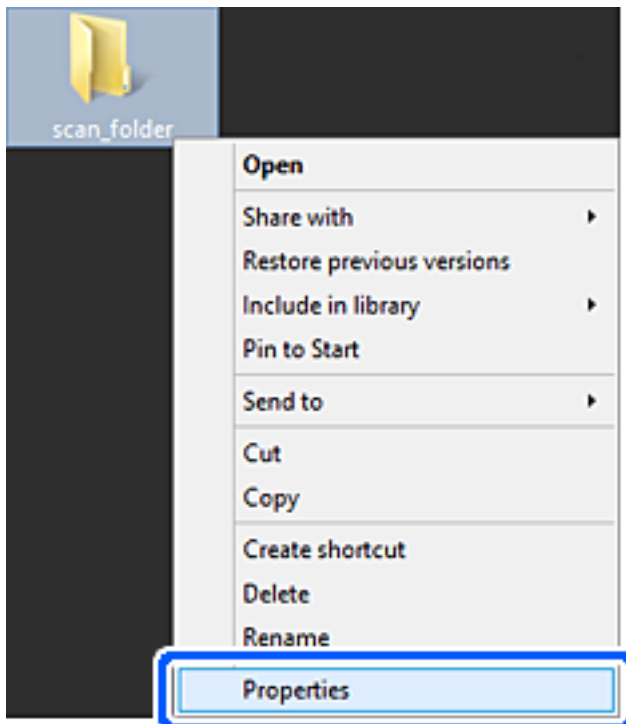 scan_folder
Open
Share with
Restore previous versions
Include in library
Pin to Start
Send to
Cut
Copy
Create shortcut
Delete
Rename
Properties